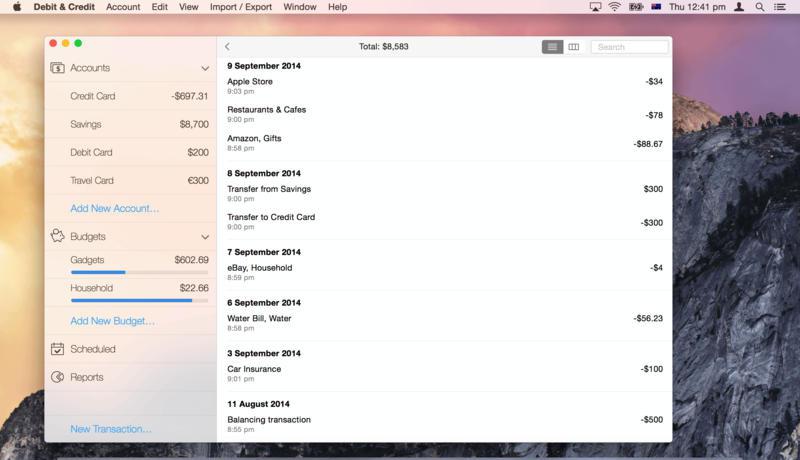 Debit & Credit Account Edit View Import / Export Window Help Thu 12:41 pm
Total: $8,583 Search
Accounts
Credit Card -$697.31
Savings $8,700
Debit Card $200
Travel Card €300
Add New Account...
Budgets
Gadgets $602.69
Household $22.66
Add New Budget...
Scheduled
Reports
New Transaction...
9 September 2014
Apple Store -$34
9:03 pm
Restaurants & Cafes -$78
9:00 pm
Amazon, Gifts -$88.67
8:58 pm
8 September 2014
Transfer from Savings $300
9:00 pm
Transfer to Credit Card -$300
9:00 pm
7 September 2014
eBay, Household -$4
8:59 pm
6 September 2014
Water Bill, Water -$56.23
8:58 pm
3 September 2014
Car Insurance -$100
9:01 pm
11 August 2014
Balancing transaction -$500
8:55 pm